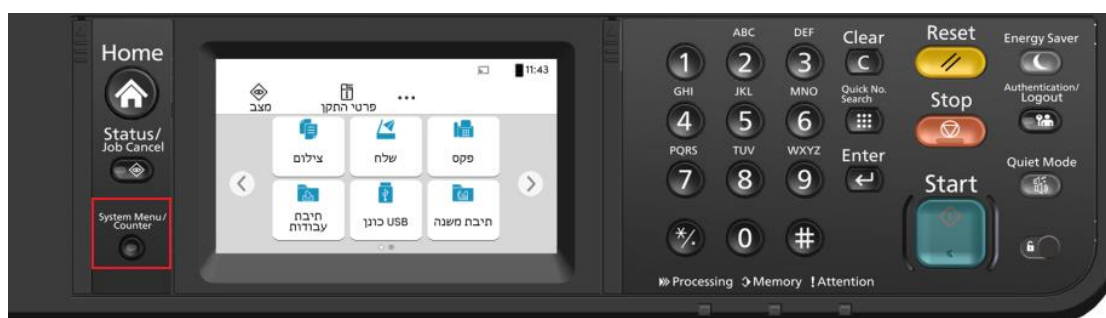 Home
Status/
Job Cancel
System Menu/
Counter
11:43
מצב
פרטי התקן
...
צילום
שלח
פקס
תיבת
עבודות
כונן USB
תיבת משנה
ABC
DEF
1
2
3
GHI
JKL
MNO
4
5
6
PQRS
TUV
WXYZ
7
8
9
*/.
0
#
Clear
C
Quick No.
Search
Enter
Reset
Stop
Start
Energy Saver
Authentication/
Logout
Quiet Mode
Processing
Memory
! Attention